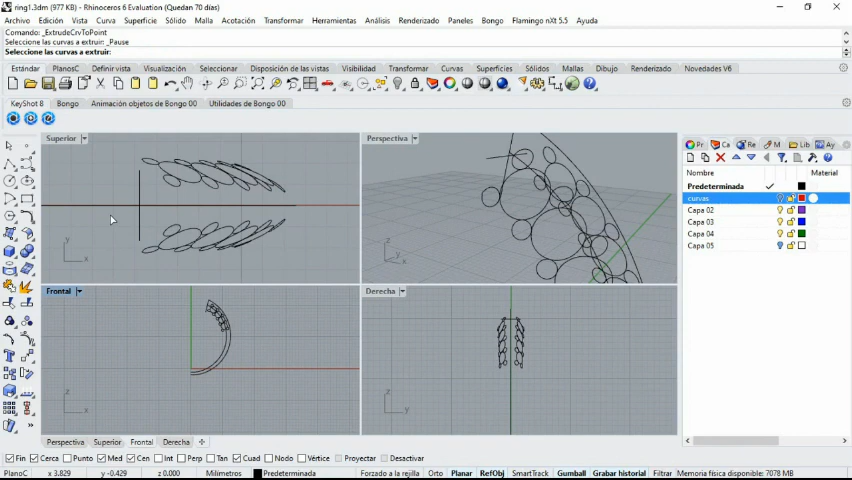 ring1.3dm (977 KB) - Rhinoceros 6 Evaluation (Quedan 70 días)
Archivo Edición Vista Curva Superficie Sólido Malla Acotación Transformar Herramientas Análisis Renderizado Paneles Bongo Flamingo nXt 5.5 Ayuda
Comando: _ExtrudeCrvToPoint
Seleccione las curvas a extruir: _Pause
Seleccione las curvas a extruir:
Estándar PlanosC Definir vista Visualización Seleccionar Disposición de las vistas Visibilidad Transformar Curvas Superficies Sólidos Mallas Dibujo Renderizado Novedades V6
KeyShot 8 Bongo Animación objetos de Bongo 00 Utilidades de Bongo 00
Superior
Perspectiva
Pr Ca Re M Lib Ay
Nombre Material
Predeterminada
curvas
Capa 02
Capa 03
Capa 04
Capa 05
y
x
z
y x
Frontal
Derecha
z
x
z
y
Perspectiva Superior Frontal Derecha
Fin Cerca Punto Med Cen Int Perp Tan Cuad Nodo Vértice Proyectar Desactivar
PlanoC x 3.829 y -0.429 z 0.000 Milímetros Predeterminada Forzado a la rejilla Orto Planar RefObj SmartTrack Gumball Grabar historial Filtrar Memoria física disponible: 7078 MB